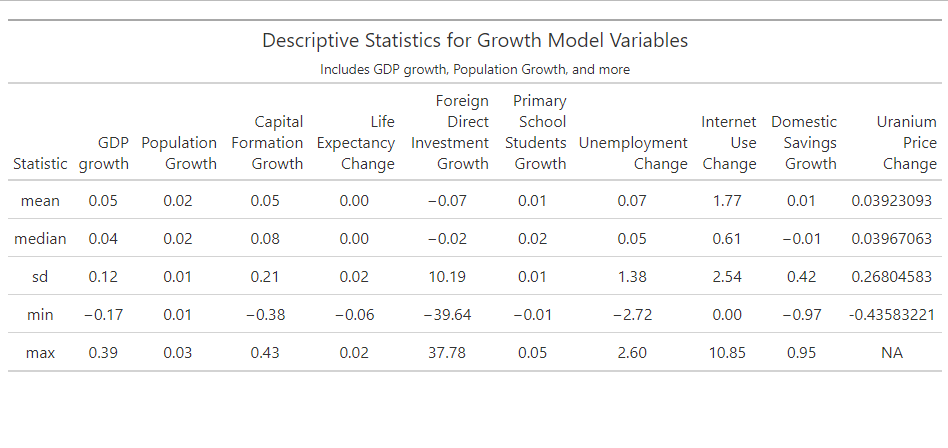 Descriptive Statistics for Growth Model Variables
Includes GDP growth, Population Growth, and more
Foreign Primary
Capital Life Direct School Internet Domestic Uranium
GDP Population Formation Expectancy Investment Students Unemployment Use Savings Price
Statistic growth Growth Growth Change Growth Growth Change Change Growth Change
mean 0.05 0.02 0.05 0.00 −0.07 0.01 0.07 1.77 0.01 0.03923093
median 0.04 0.02 0.08 0.00 −0.02 0.02 0.05 0.61 −0.01 0.03967063
sd 0.12 0.01 0.21 0.02 10.19 0.01 1.38 2.54 0.42 0.26804583
min −0.17 0.01 −0.38 −0.06 −39.64 −0.01 −2.72 0.00 −0.97 -0.43583221
max 0.39 0.03 0.43 0.02 37.78 0.05 2.60 10.85 0.95 NA